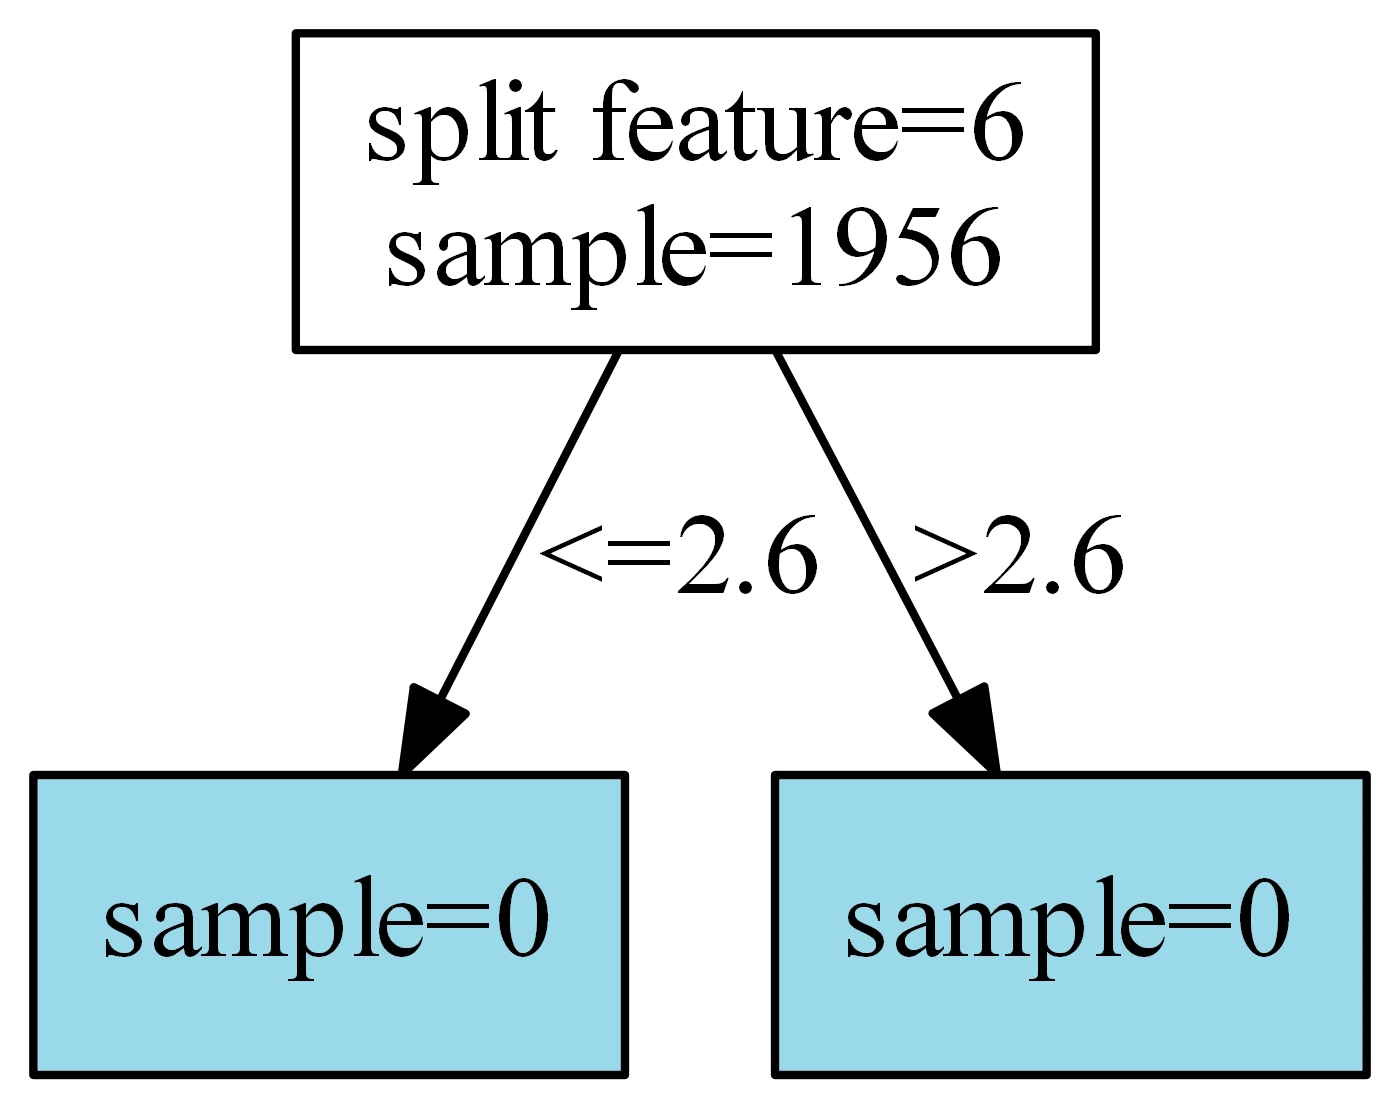 split feature=6
sample=1956
<=2.6
>2.6
sample=0
sample=0